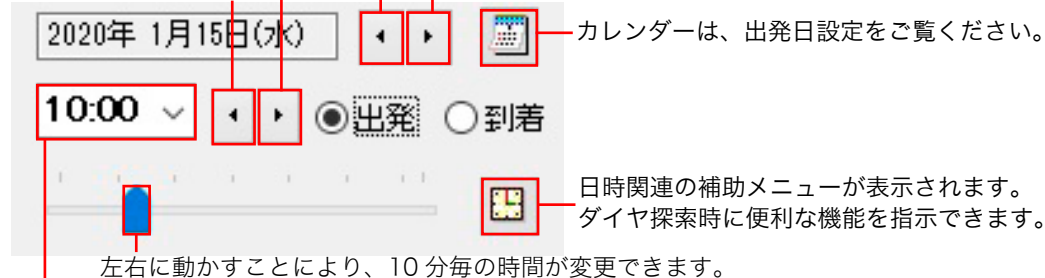 2020年 1月15日(水)
カレンダーは、出発日設定をご覧ください。
10:00
出発
到着
日時関連の補助メニューが表示されます。
ダイヤ探索時に便利な機能を指示できます。
左右に動かすことにより、10分毎の時間が変更できます。